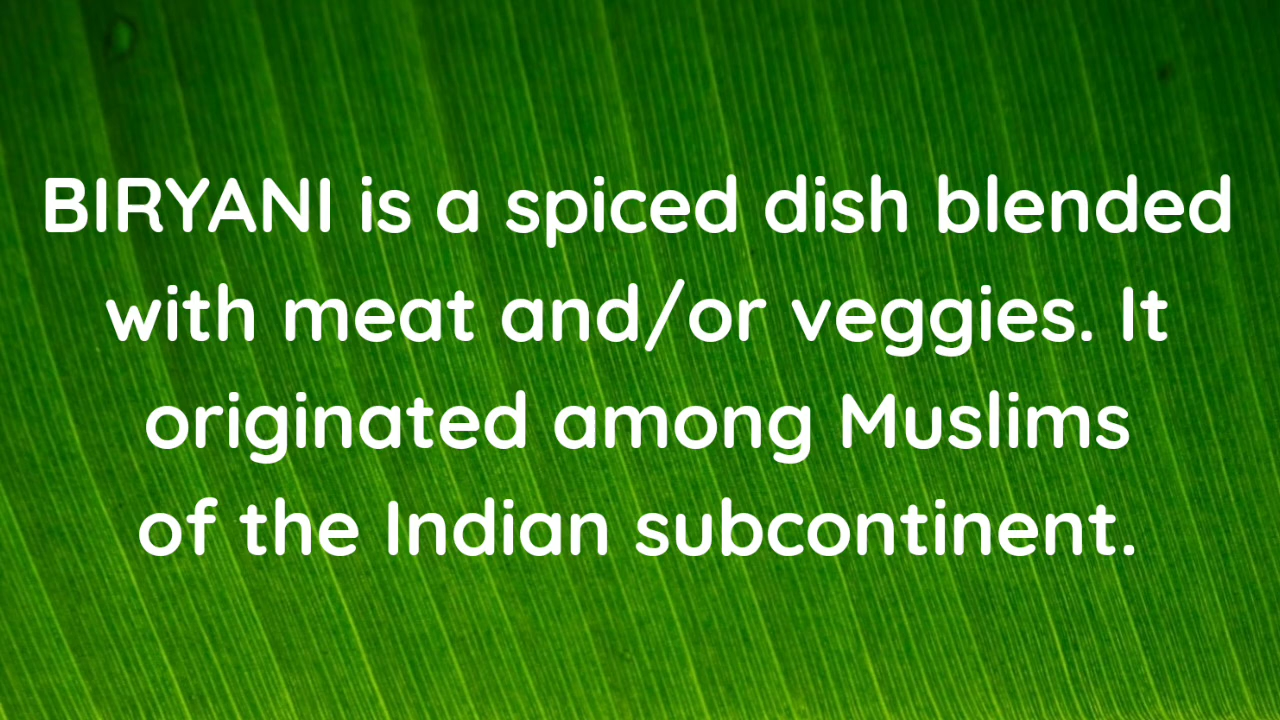 BIRYANI is a spiced dish blended
with meat and/or veggies. It
originated among Muslims
of the Indian subcontinent.